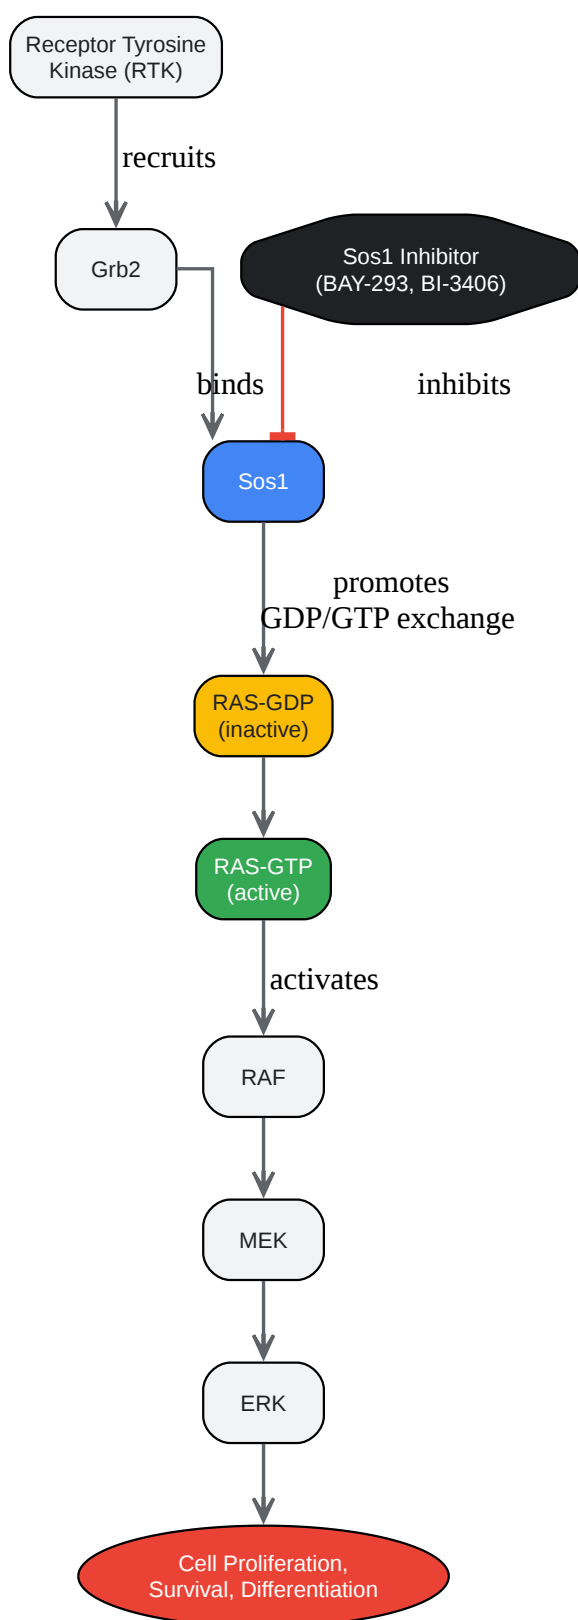 Receptor Tyrosine
Kinase (RTK)
recruits
Grb2
Sos1 Inhibitor
(BAY-293, BI-3406)
binds
inhibits
Sos1
promotes
GDP/GTP exchange
RAS-GDP
(inactive)
RAS-GTP
(active)
activates
RAF
MEK
ERK
Cell Proliferation,
Survival, Differentiation